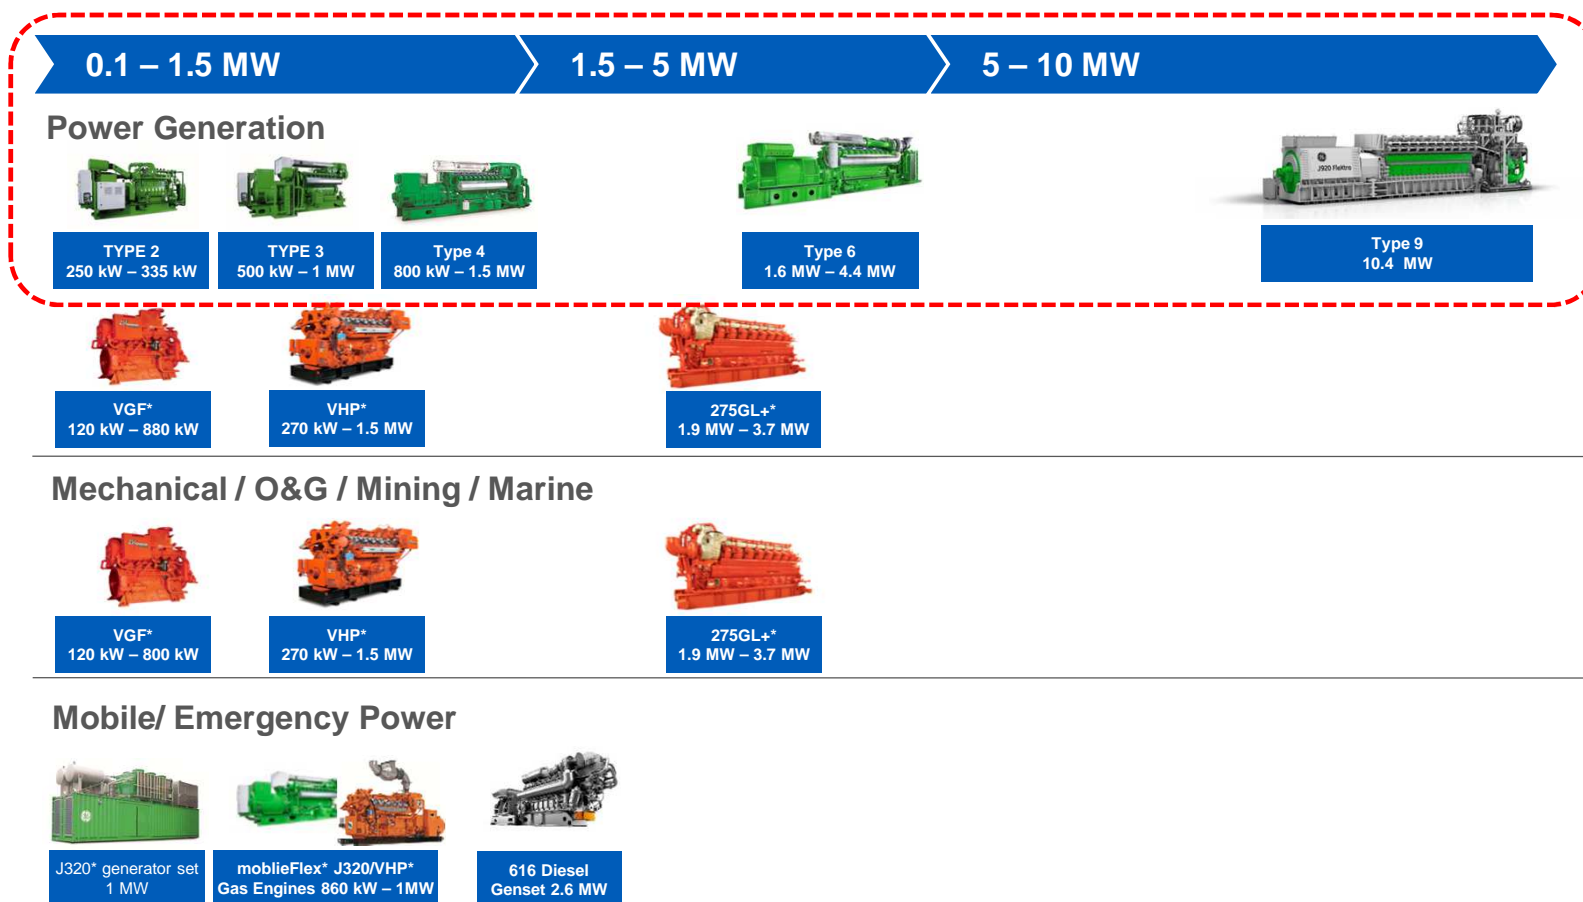 0.1 – 1.5 MW
1.5 – 5 MW
5 – 10 MW
Power Generation
J920 FleXtra
TYPE 2
250 kW – 335 kW
TYPE 3
500 kW – 1 MW
Type 4
800 kW – 1.5 MW
Type 6
1.6 MW – 4.4 MW
Type 9
10.4 MW
VGF*
120 kW – 880 kW
VHP*
270 kW – 1.5 MW
275GL+*
1.9 MW – 3.7 MW
Mechanical / O&G / Mining / Marine
VGF*
120 kW – 800 kW
VHP*
270 kW – 1.5 MW
275GL+*
1.9 MW – 3.7 MW
Mobile/ Emergency Power
J320* generator set
1 MW
moblieFlex* J320/VHP*
Gas Engines 860 kW – 1MW
616 Diesel
Genset 2.6 MW